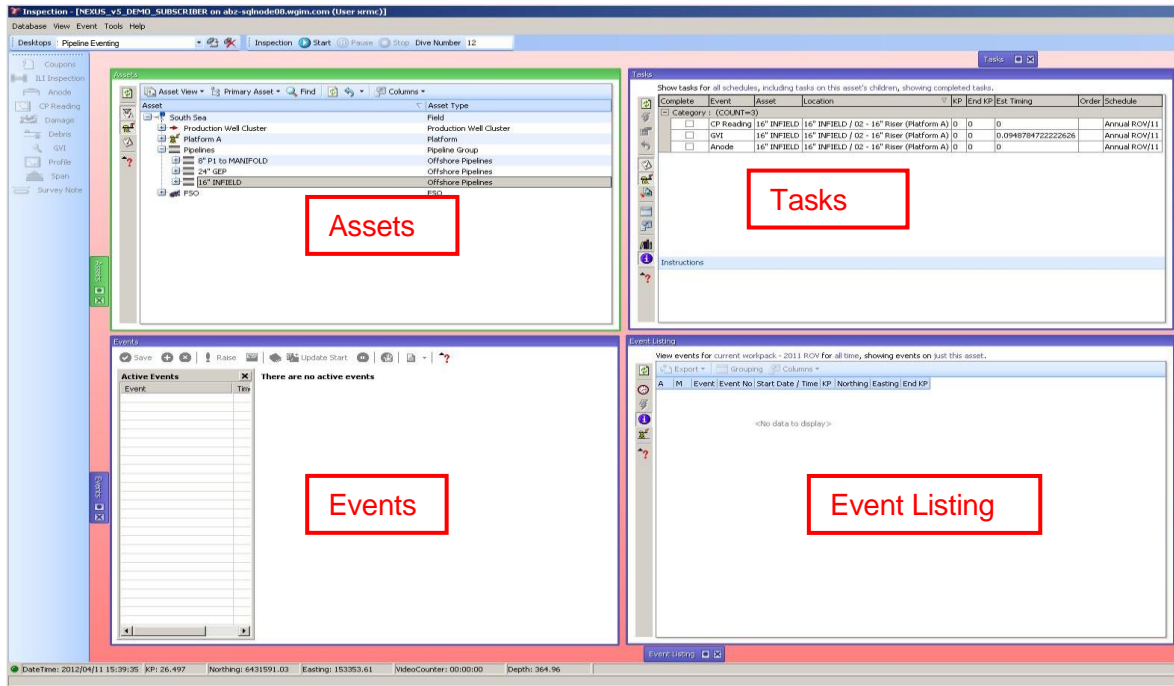 Inspection - [NEXUS_v5_DEMO_SUBSCRIBER on abz-sqlnode08.wgim.com (User xrmc)]
Database View Event Tools Help
Desktops : Pipeline Eventing Inspection Start Pause Stop Dive Number 12
Tasks
Coupons
ILI Inspection
Anode
CP Reading
Damage
Debris
GVI
Profile
Span
Survey Note
Assets
Asset View Primary Asset Find Columns
Asset Asset Type
South Sea Field
Production Well Cluster Production Well Cluster
Platform A Platform
Pipelines Pipeline Group
8" P1 to MANIFOLD Offshore Pipelines
24" GEP Offshore Pipelines
16" INFIELD Offshore Pipelines
FSO FSO
Assets
Assets
Tasks
Show tasks for all schedules, including tasks on this asset's children, showing completed tasks.
Complete Event Asset Location KP End KP Est Timing Order Schedule
Category : (COUNT=3)
CP Reading 16" INFIELD 16" INFIELD / 02 - 16" Riser (Platform A) 0 0 0 Annual ROV/11
GVI 16" INFIELD 16" INFIELD / 02 - 16" Riser (Platform A) 0 0 0.0948784722222626 Annual ROV/11
Anode 16" INFIELD 16" INFIELD / 02 - 16" Riser (Platform A) 0 0 0 Annual ROV/11
Tasks
Instructions
Events
Save Raise Update Start
Active Events
Event Tim
There are no active events
Events
Events
Event Listing
View events for current workpack - 2011 ROV for all time, showing events on just this asset.
Export Grouping Columns
A M Event Event No Start Date / Time KP Northing Easting End KP
<No data to display>
Event Listing
Event Listing
DateTime: 2012/04/11 15:39:35 KP: 26.497 Northing: 6431591.03 Easting: 153353.61 VideoCounter: 00:00:00 Depth: 364.96